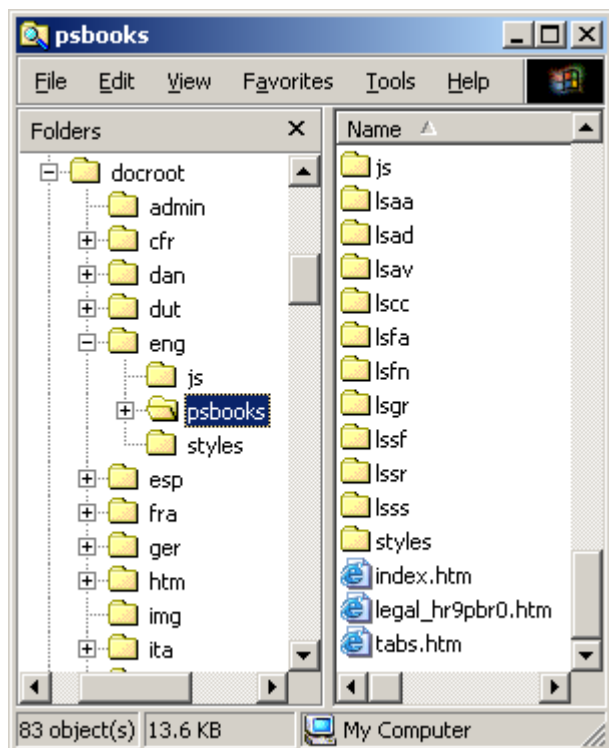 psbooks
File Edit View Favorites Tools Help
Folders
docroot
admin
cfr
dan
dut
eng
js
psbooks
styles
esp
fra
ger
htm
img
ita
Name
js
lsaa
lsad
lsav
lscc
lsfa
lsfn
lsgr
lssf
lssr
lsss
styles
index.htm
legal_hr9pbr0.htm
tabs.htm
83 object(s) 13.6 KB My Computer